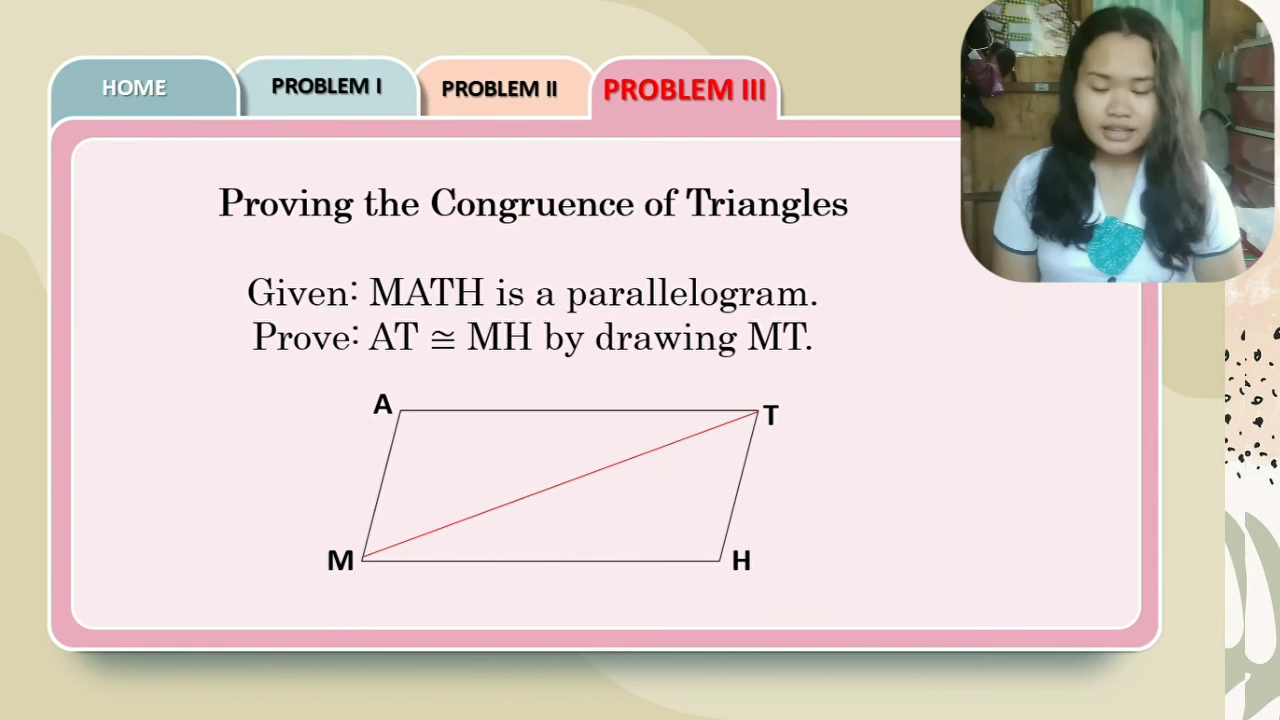 HOME
PROBLEM I
PROBLEM II
PROBLEM III
Proving the Congruence of Triangles
Given: MATH is a parallelogram.
Prove: AT ≅ MH by drawing MT.
A
T
M
H